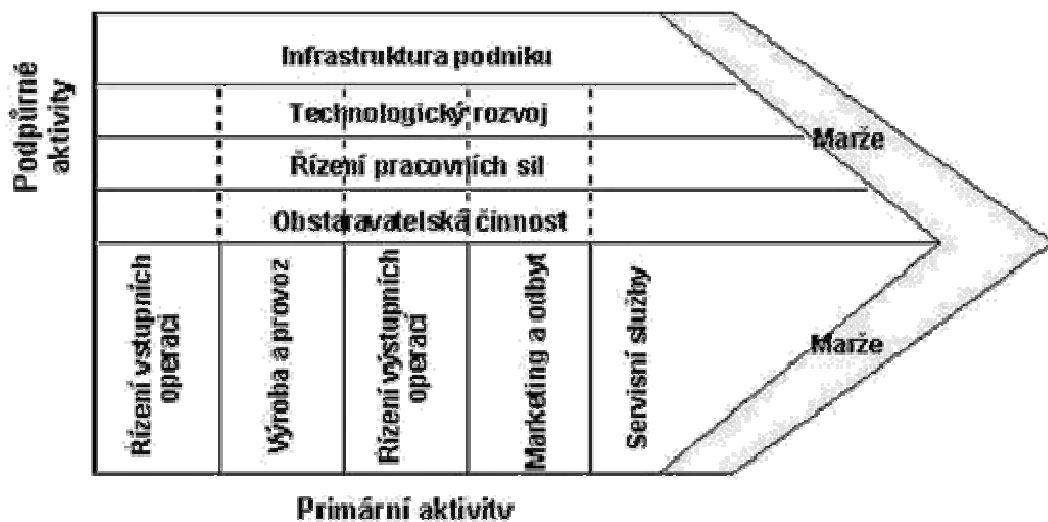 Podpůrné
aktivity
Infrastruktura podniku
Technologický rozvoj
Řízení pracovních sil
Obstaravatelská činnost
Marže
Marže
Řízení vstupních
operací
Výroba a provoz
Řízení výstupních
operací
Marketing a odbyt
Servisní služby
Primární aktivity